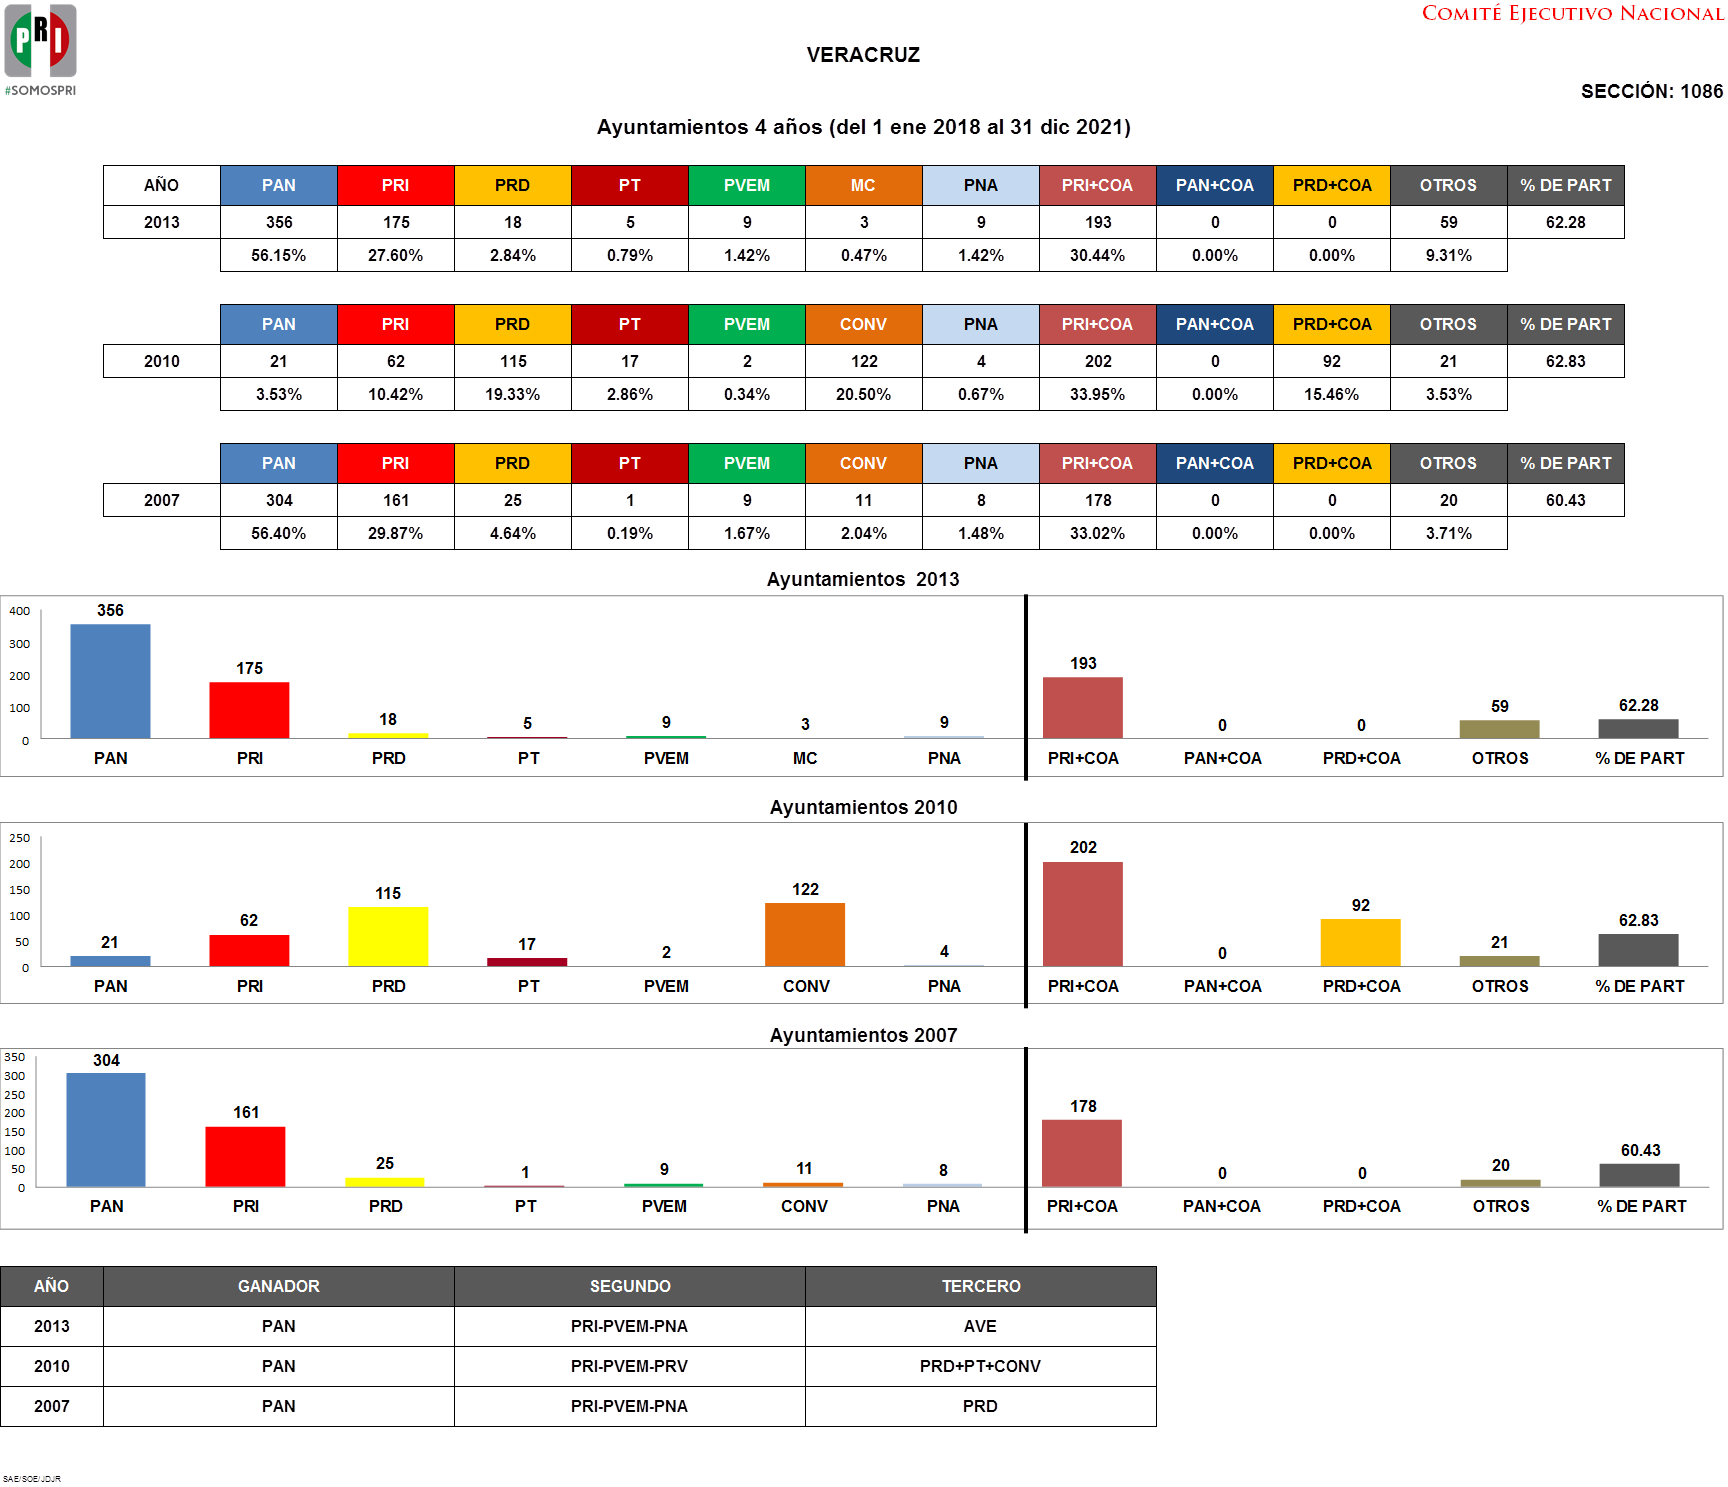 PRI
#SOMOSPRI
COMITÉ EJECUTIVO NACIONAL
VERACRUZ
SECCIÓN: 1086
Ayuntamientos 4 años (del 1 ene 2018 al 31 dic 2021)
AÑO PAN PRI PRD PT PVEM MC PNA PRI+COA PAN+COA PRD+COA OTROS % DE PART
2013 356 175 18 5 9 3 9 193 0 0 59 62.28
56.15% 27.60% 2.84% 0.79% 1.42% 0.47% 1.42% 30.44% 0.00% 0.00% 9.31%
PAN PRI PRD PT PVEM CONV PNA PRI+COA PAN+COA PRD+COA OTROS % DE PART
2010 21 62 115 17 2 122 4 202 0 92 21 62.83
3.53% 10.42% 19.33% 2.86% 0.34% 20.50% 0.67% 33.95% 0.00% 15.46% 3.53%
PAN PRI PRD PT PVEM CONV PNA PRI+COA PAN+COA PRD+COA OTROS % DE PART
2007 304 161 25 1 9 11 8 178 0 0 20 60.43
56.40% 29.87% 4.64% 0.19% 1.67% 2.04% 1.48% 33.02% 0.00% 0.00% 3.71%
Ayuntamientos 2013
400
300
200
100
0
356 175 18 5 9 3 9 193 0 0 59 62.28
PAN PRI PRD PT PVEM MC PNA PRI+COA PAN+COA PRD+COA OTROS % DE PART
Ayuntamientos 2010
250
200
150
100
50
0
21 62 115 17 2 122 4 202 0 92 21 62.83
PAN PRI PRD PT PVEM CONV PNA PRI+COA PAN+COA PRD+COA OTROS % DE PART
Ayuntamientos 2007
350
300
250
200
150
100
50
0
304 161 25 1 9 11 8 178 0 0 20 60.43
PAN PRI PRD PT PVEM CONV PNA PRI+COA PAN+COA PRD+COA OTROS % DE PART
AÑO GANADOR SEGUNDO TERCERO
2013 PAN PRI-PVEM-PNA AVE
2010 PAN PRI-PVEM-PRV PRD+PT+CONV
2007 PAN PRI-PVEM-PNA PRD
SAE/SOE/JDJR